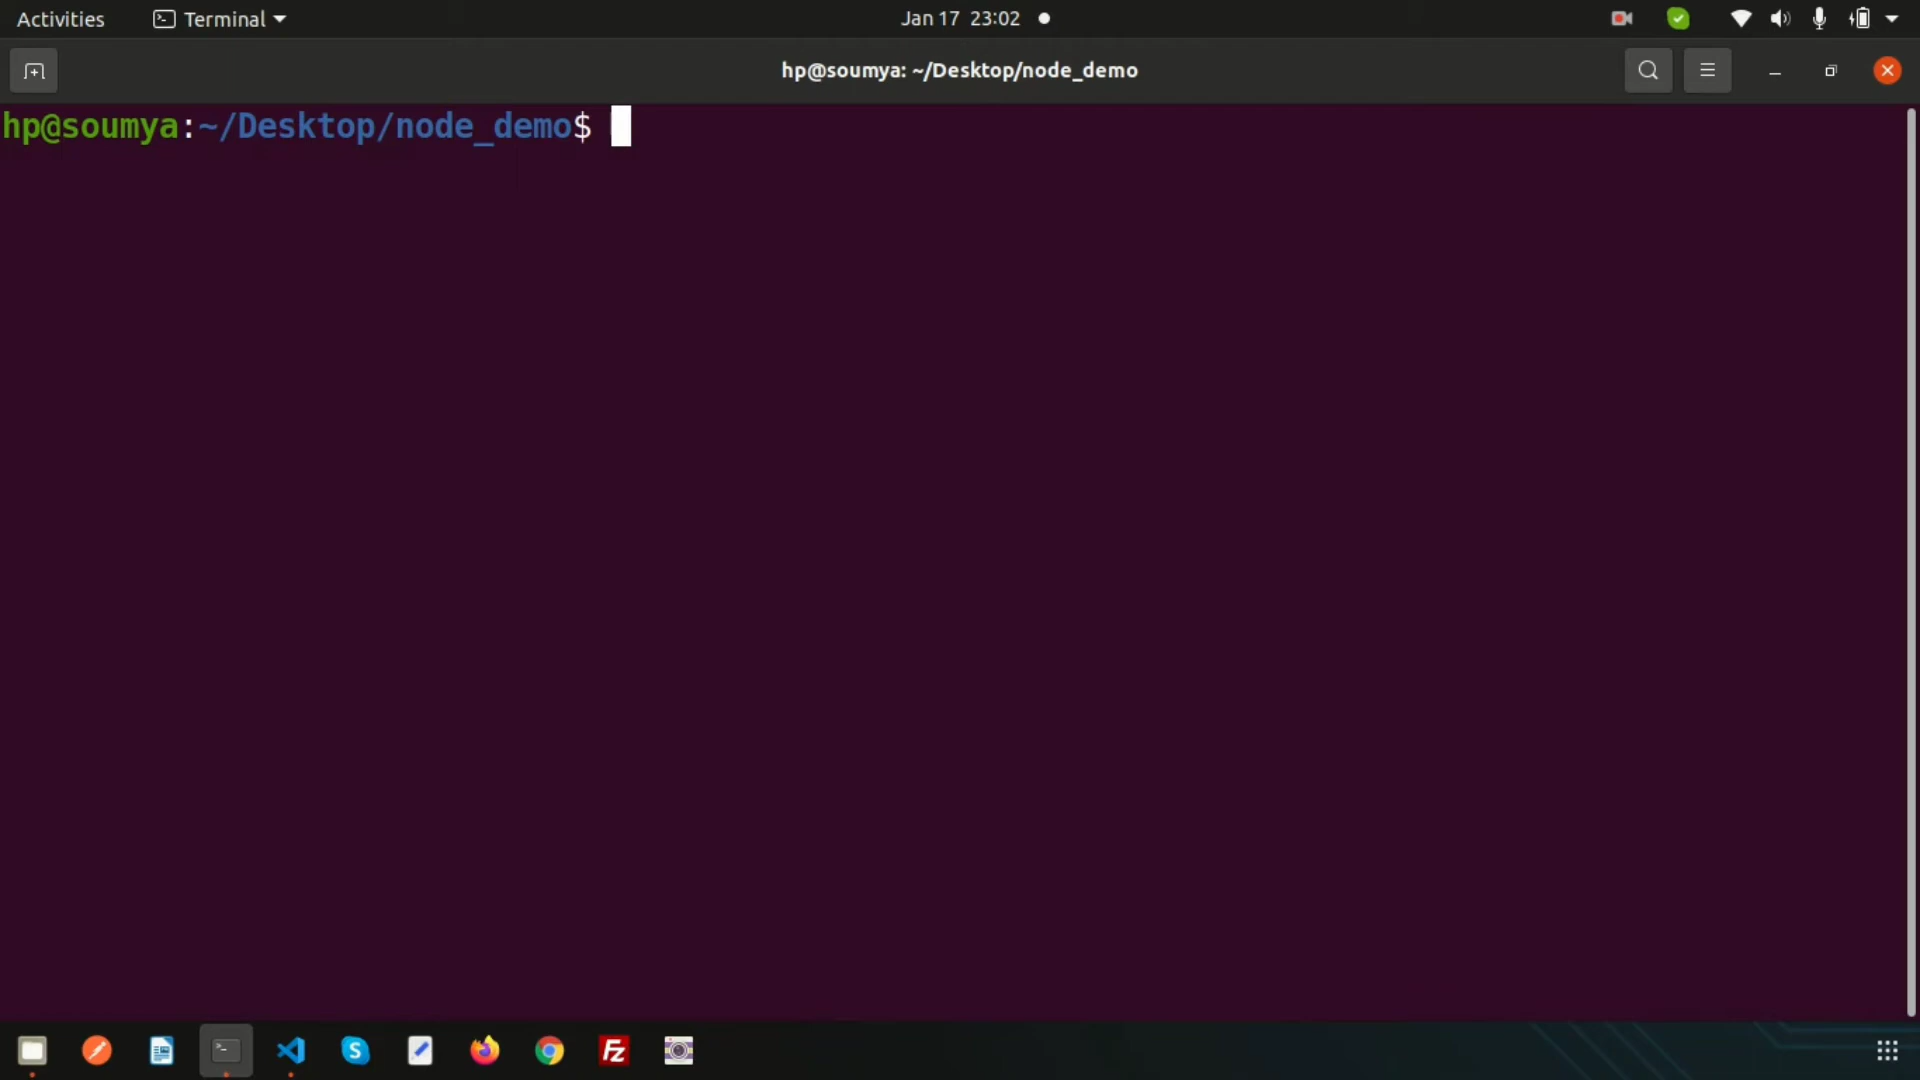 Activities Terminal Jan 17 23:02
hp@soumya: ~/Desktop/node_demo
hp@soumya:~/Desktop/node_demo$